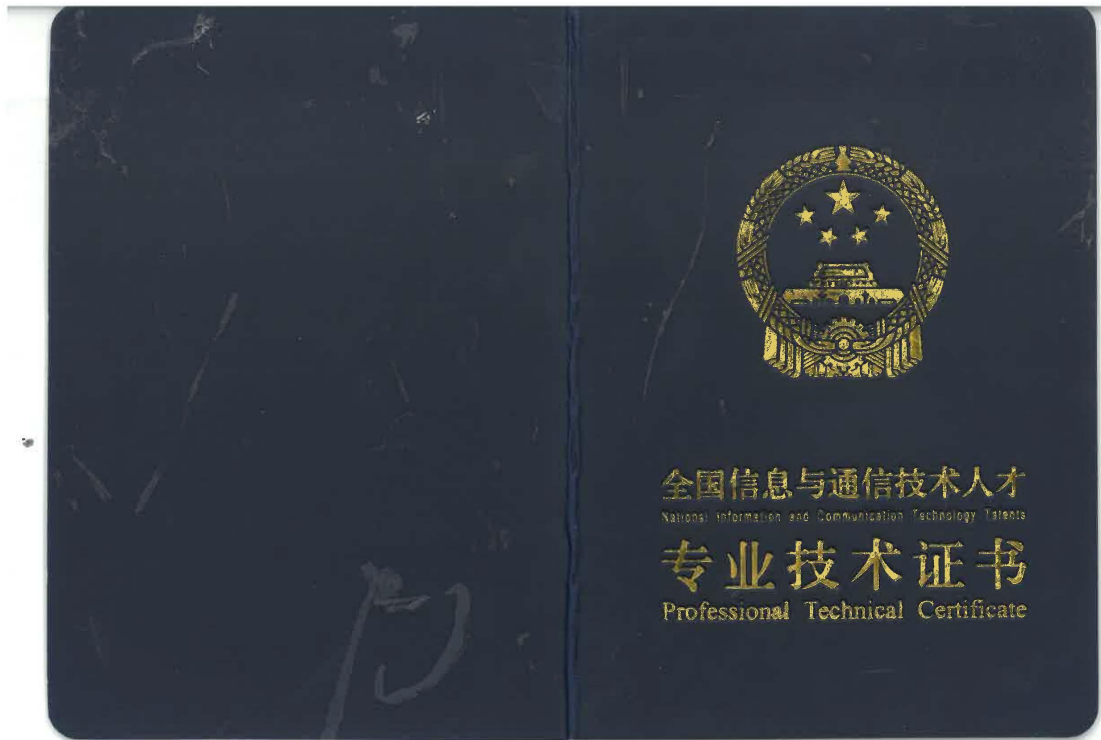 全国信息与通信技术人才
National Information and Communication Technology Talents
专业技术证书
Professional Technical Certificate